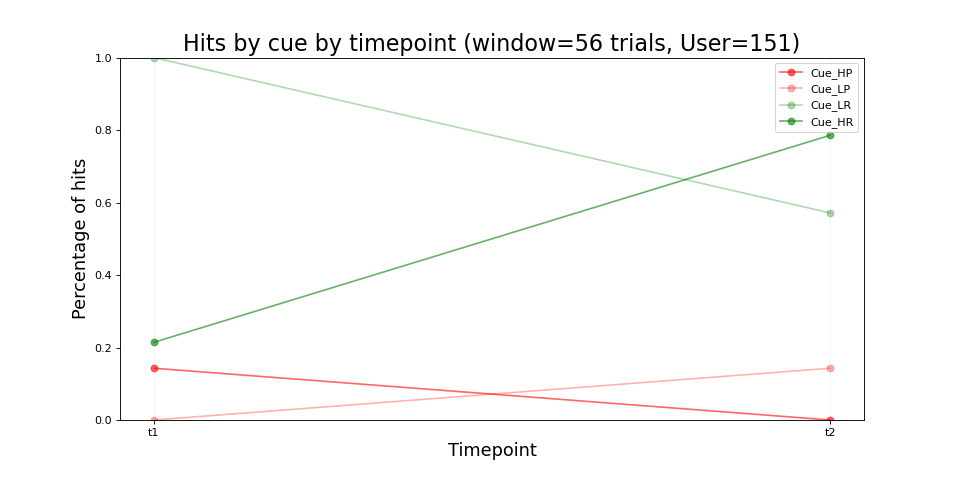 Hits by cue by timepoint (window=56 trials, User=151)
1.0
0.8
0.6
0.4
0.2
0.0
Percentage of hits
Cue_HP
Cue_LP
Cue_LR
Cue_HR
t1
t2
Timepoint